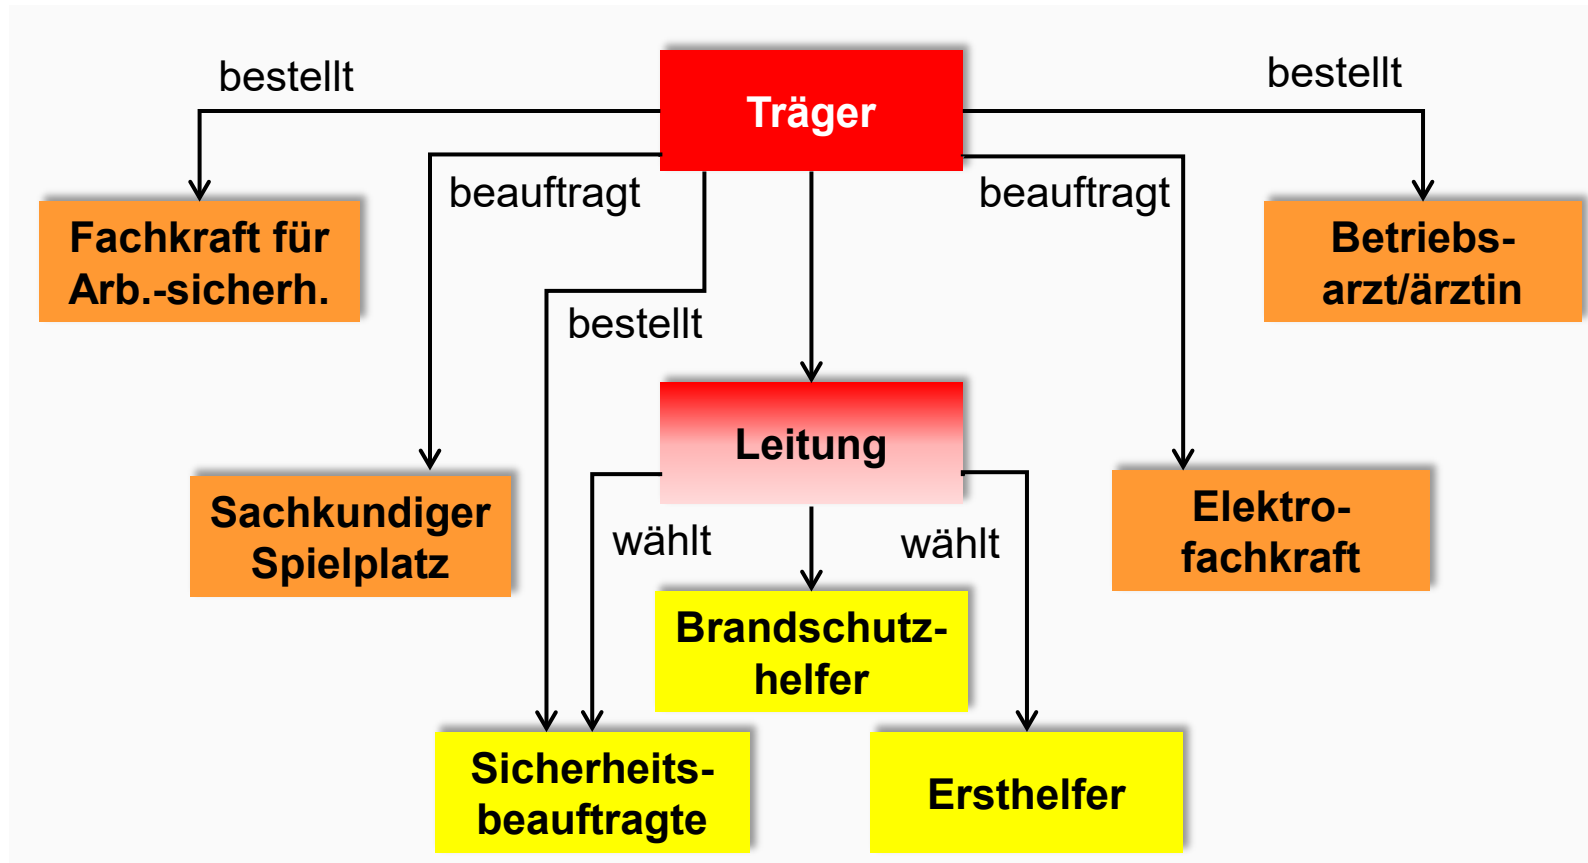 bestellt
Träger
bestellt
beauftragt
beauftragt
Fachkraft für
Arb.-sicherh.
Betriebs-
arzt/ärztin
bestellt
Leitung
Sachkundiger
Spielplatz
Elektro-
fachkraft
wählt
wählt
Brandschutz-
helfer
Sicherheits-
beauftragte
Ersthelfer